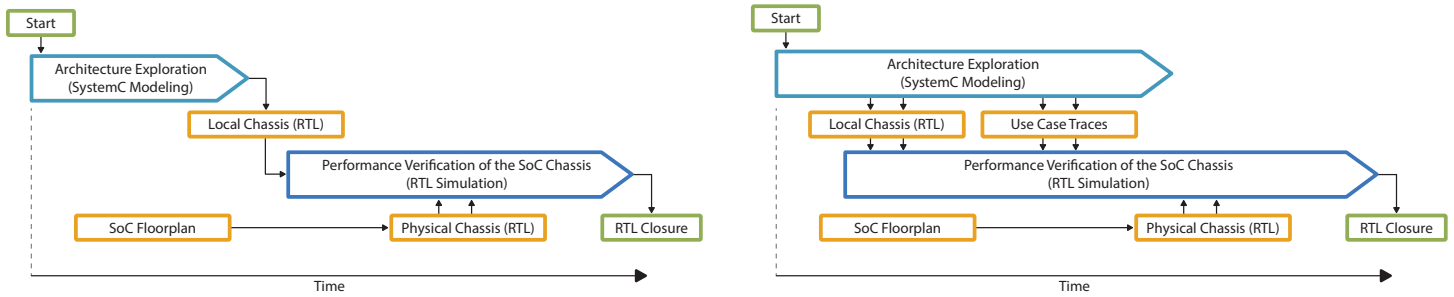 Start
Architecture Exploration
(SystemC Modeling)
Local Chassis (RTL)
Performance Verification of the SoC Chassis
(RTL Simulation)
SoC Floorplan
Physical Chassis (RTL)
RTL Closure
Time
Start
Architecture Exploration
(SystemC Modeling)
Local Chassis (RTL)
Use Case Traces
Performance Verification of the SoC Chassis
(RTL Simulation)
SoC Floorplan
Physical Chassis (RTL)
RTL Closure
Time